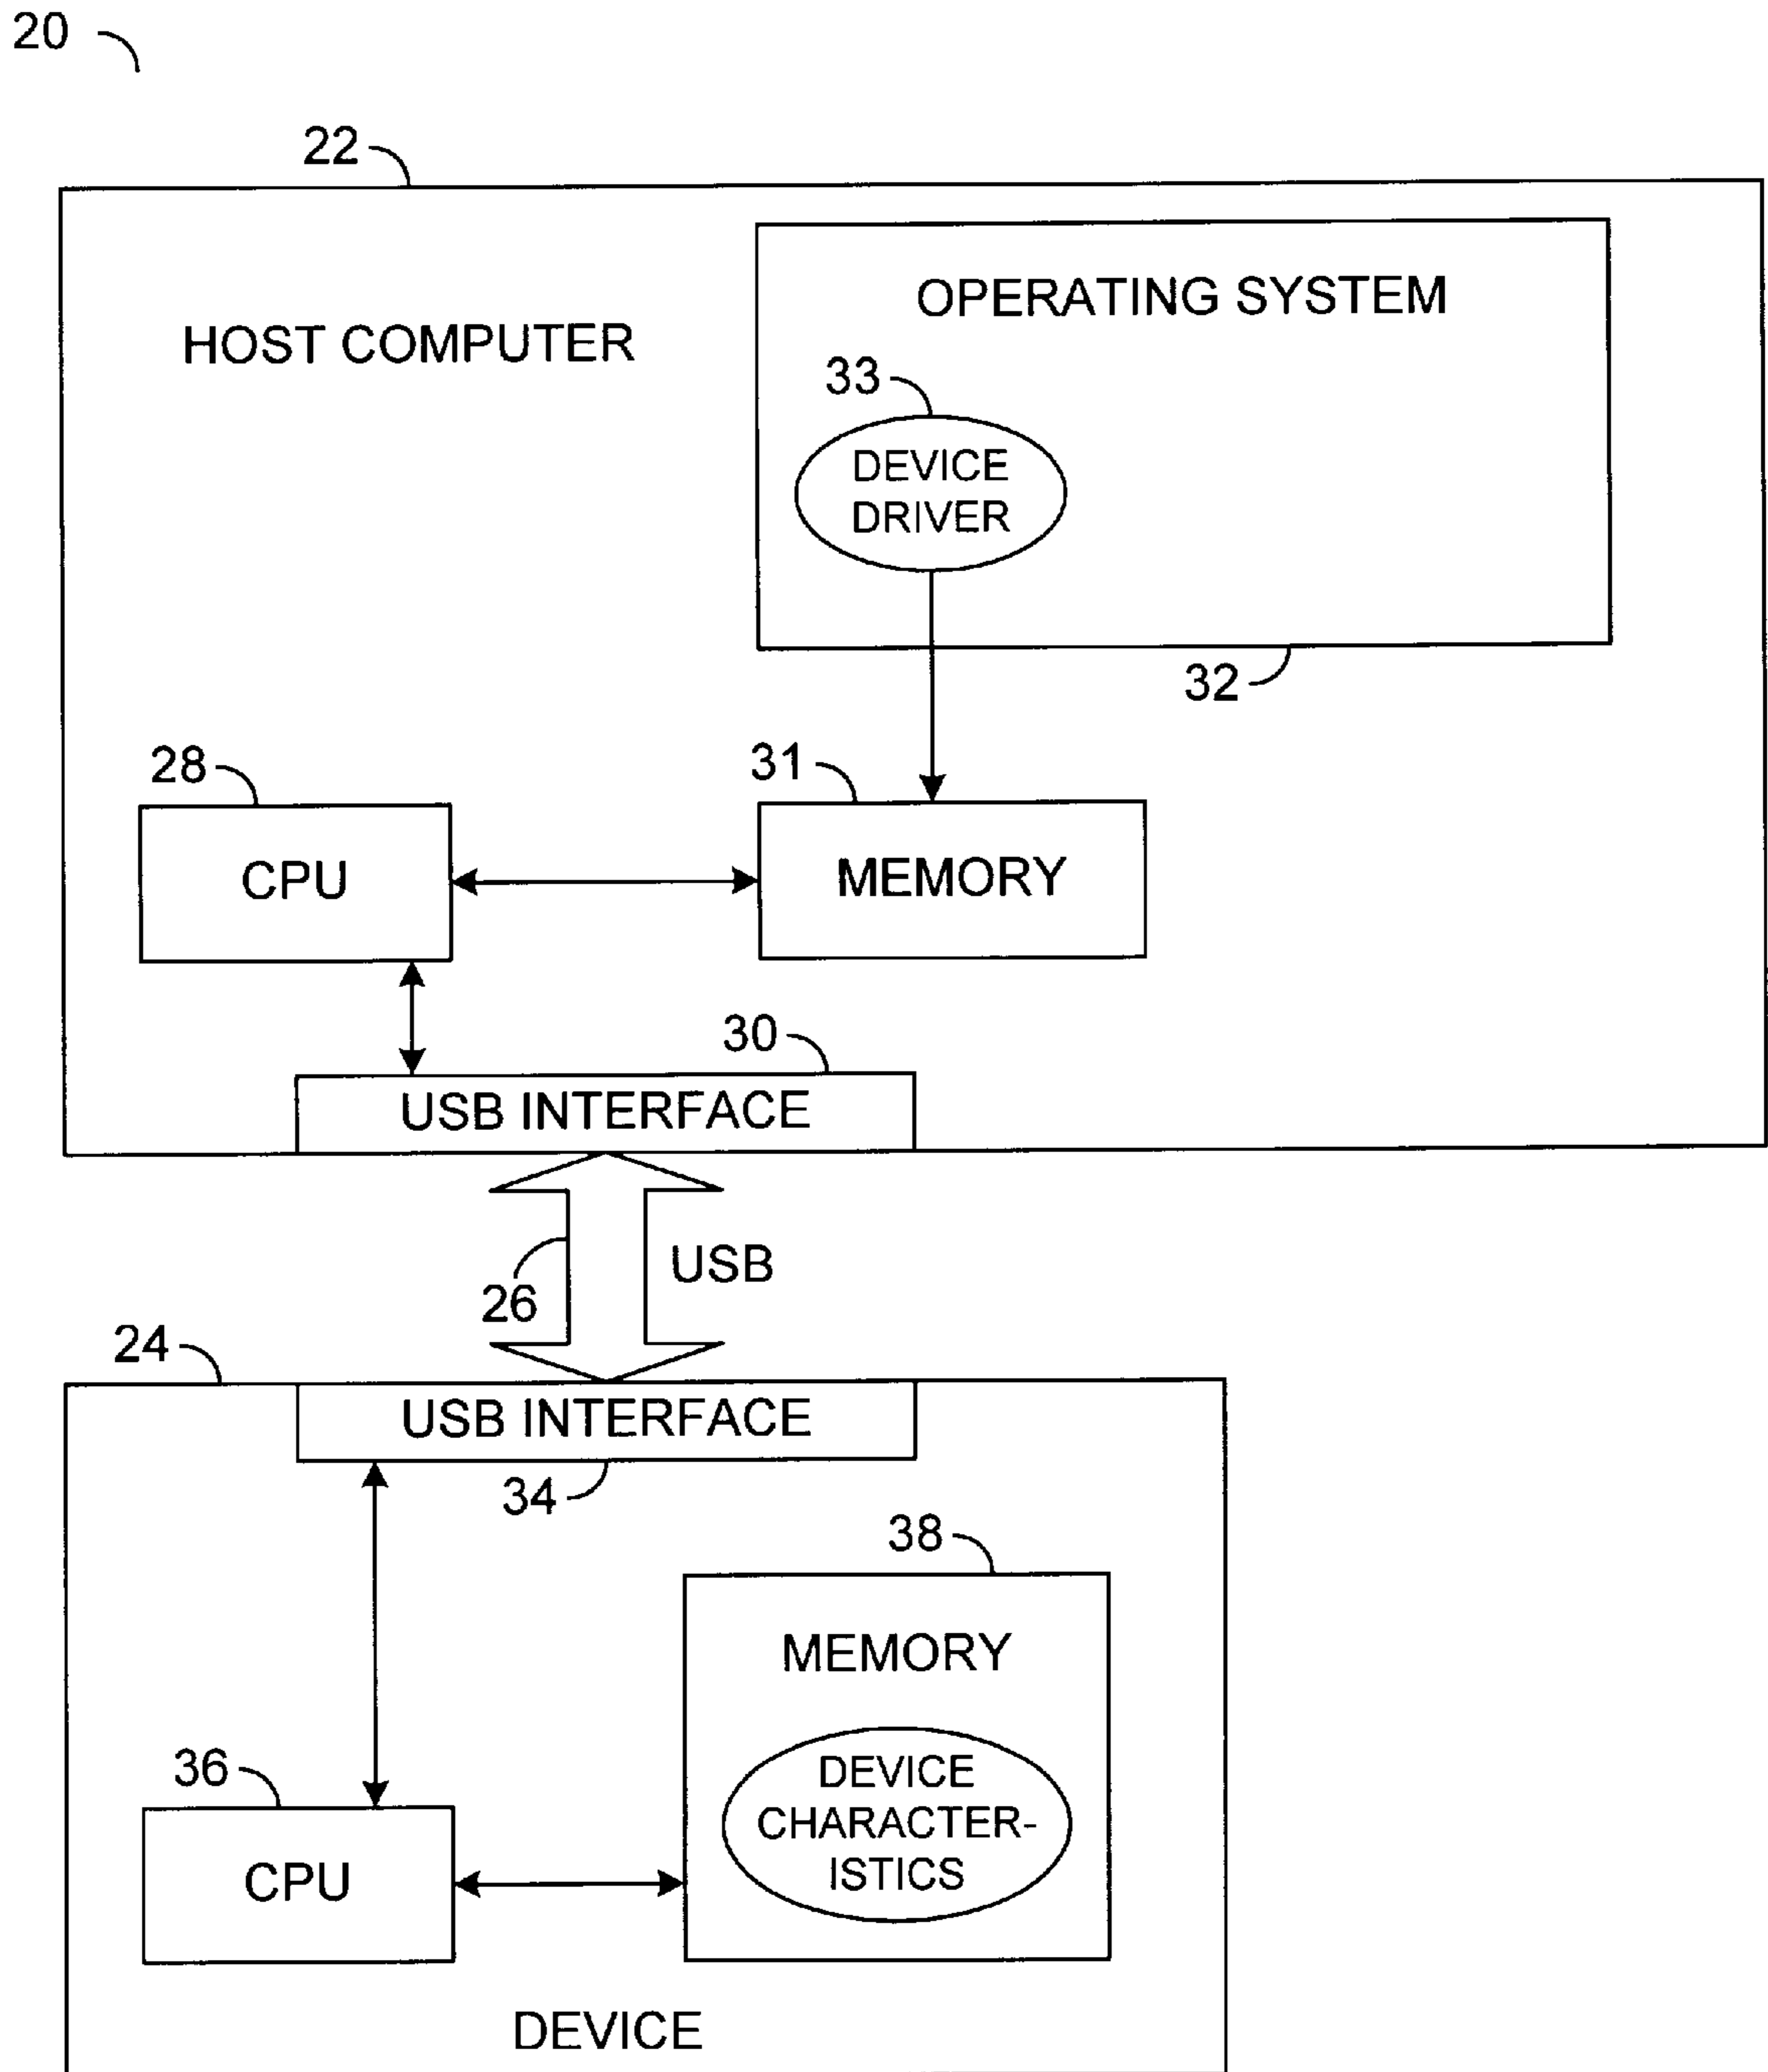 20
22
OPERATING SYSTEM
HOST COMPUTER
33
DEVICE
DRIVER
32
28
31
CPU
MEMORY
30
USB INTERFACE
USB
26
24
USB INTERFACE
34
38
MEMORY
36
DEVICE
CHARACTER-
ISTICS
CPU
DEVICE